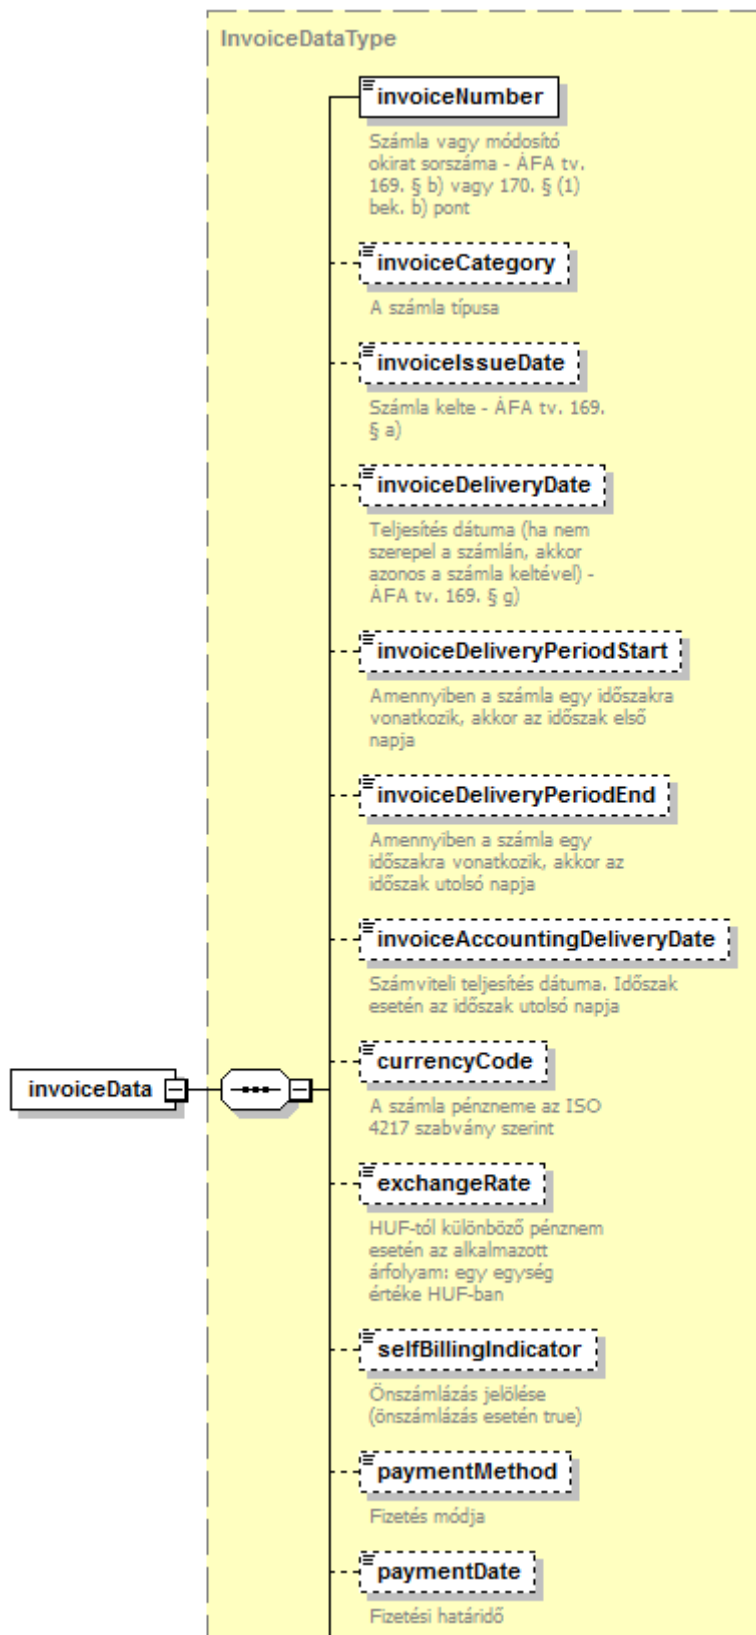 InvoiceDataType
invoiceNumber
Számla vagy módosító
okirat sorszáma - ÁFA tv.
169. § b) vagy 170. § (1)
bek. b) pont
invoiceCategory
A számla típusa
invoiceIssueDate
Számla kelte - ÁFA tv. 169.
§ a)
invoiceDeliveryDate
Teljesítés dátuma (ha nem
szerepel a számlán, akkor
azonos a számla keltével) -
ÁFA tv. 169. § g)
invoiceDeliveryPeriodStart
Amennyiben a számla egy időszakra
vonatkozik, akkor az időszak első
napja
invoiceDeliveryPeriodEnd
Amennyiben a számla egy
időszakra vonatkozik, akkor az
időszak utolsó napja
invoiceAccountingDeliveryDate
Számviteli teljesítés dátuma. Időszak
esetén az időszak utolsó napja
invoiceData
currencyCode
A számla pénzneme az ISO
4217 szabvány szerint
exchangeRate
HUF-tól különböző pénznem
esetén az alkalmazott
árfolyam: egy egység
értéke HUF-ban
selfBillingIndicator
Önszámlázás jelölése
(önszámlázás esetén true)
paymentMethod
Fizetés módja
paymentDate
Fizetési határidő